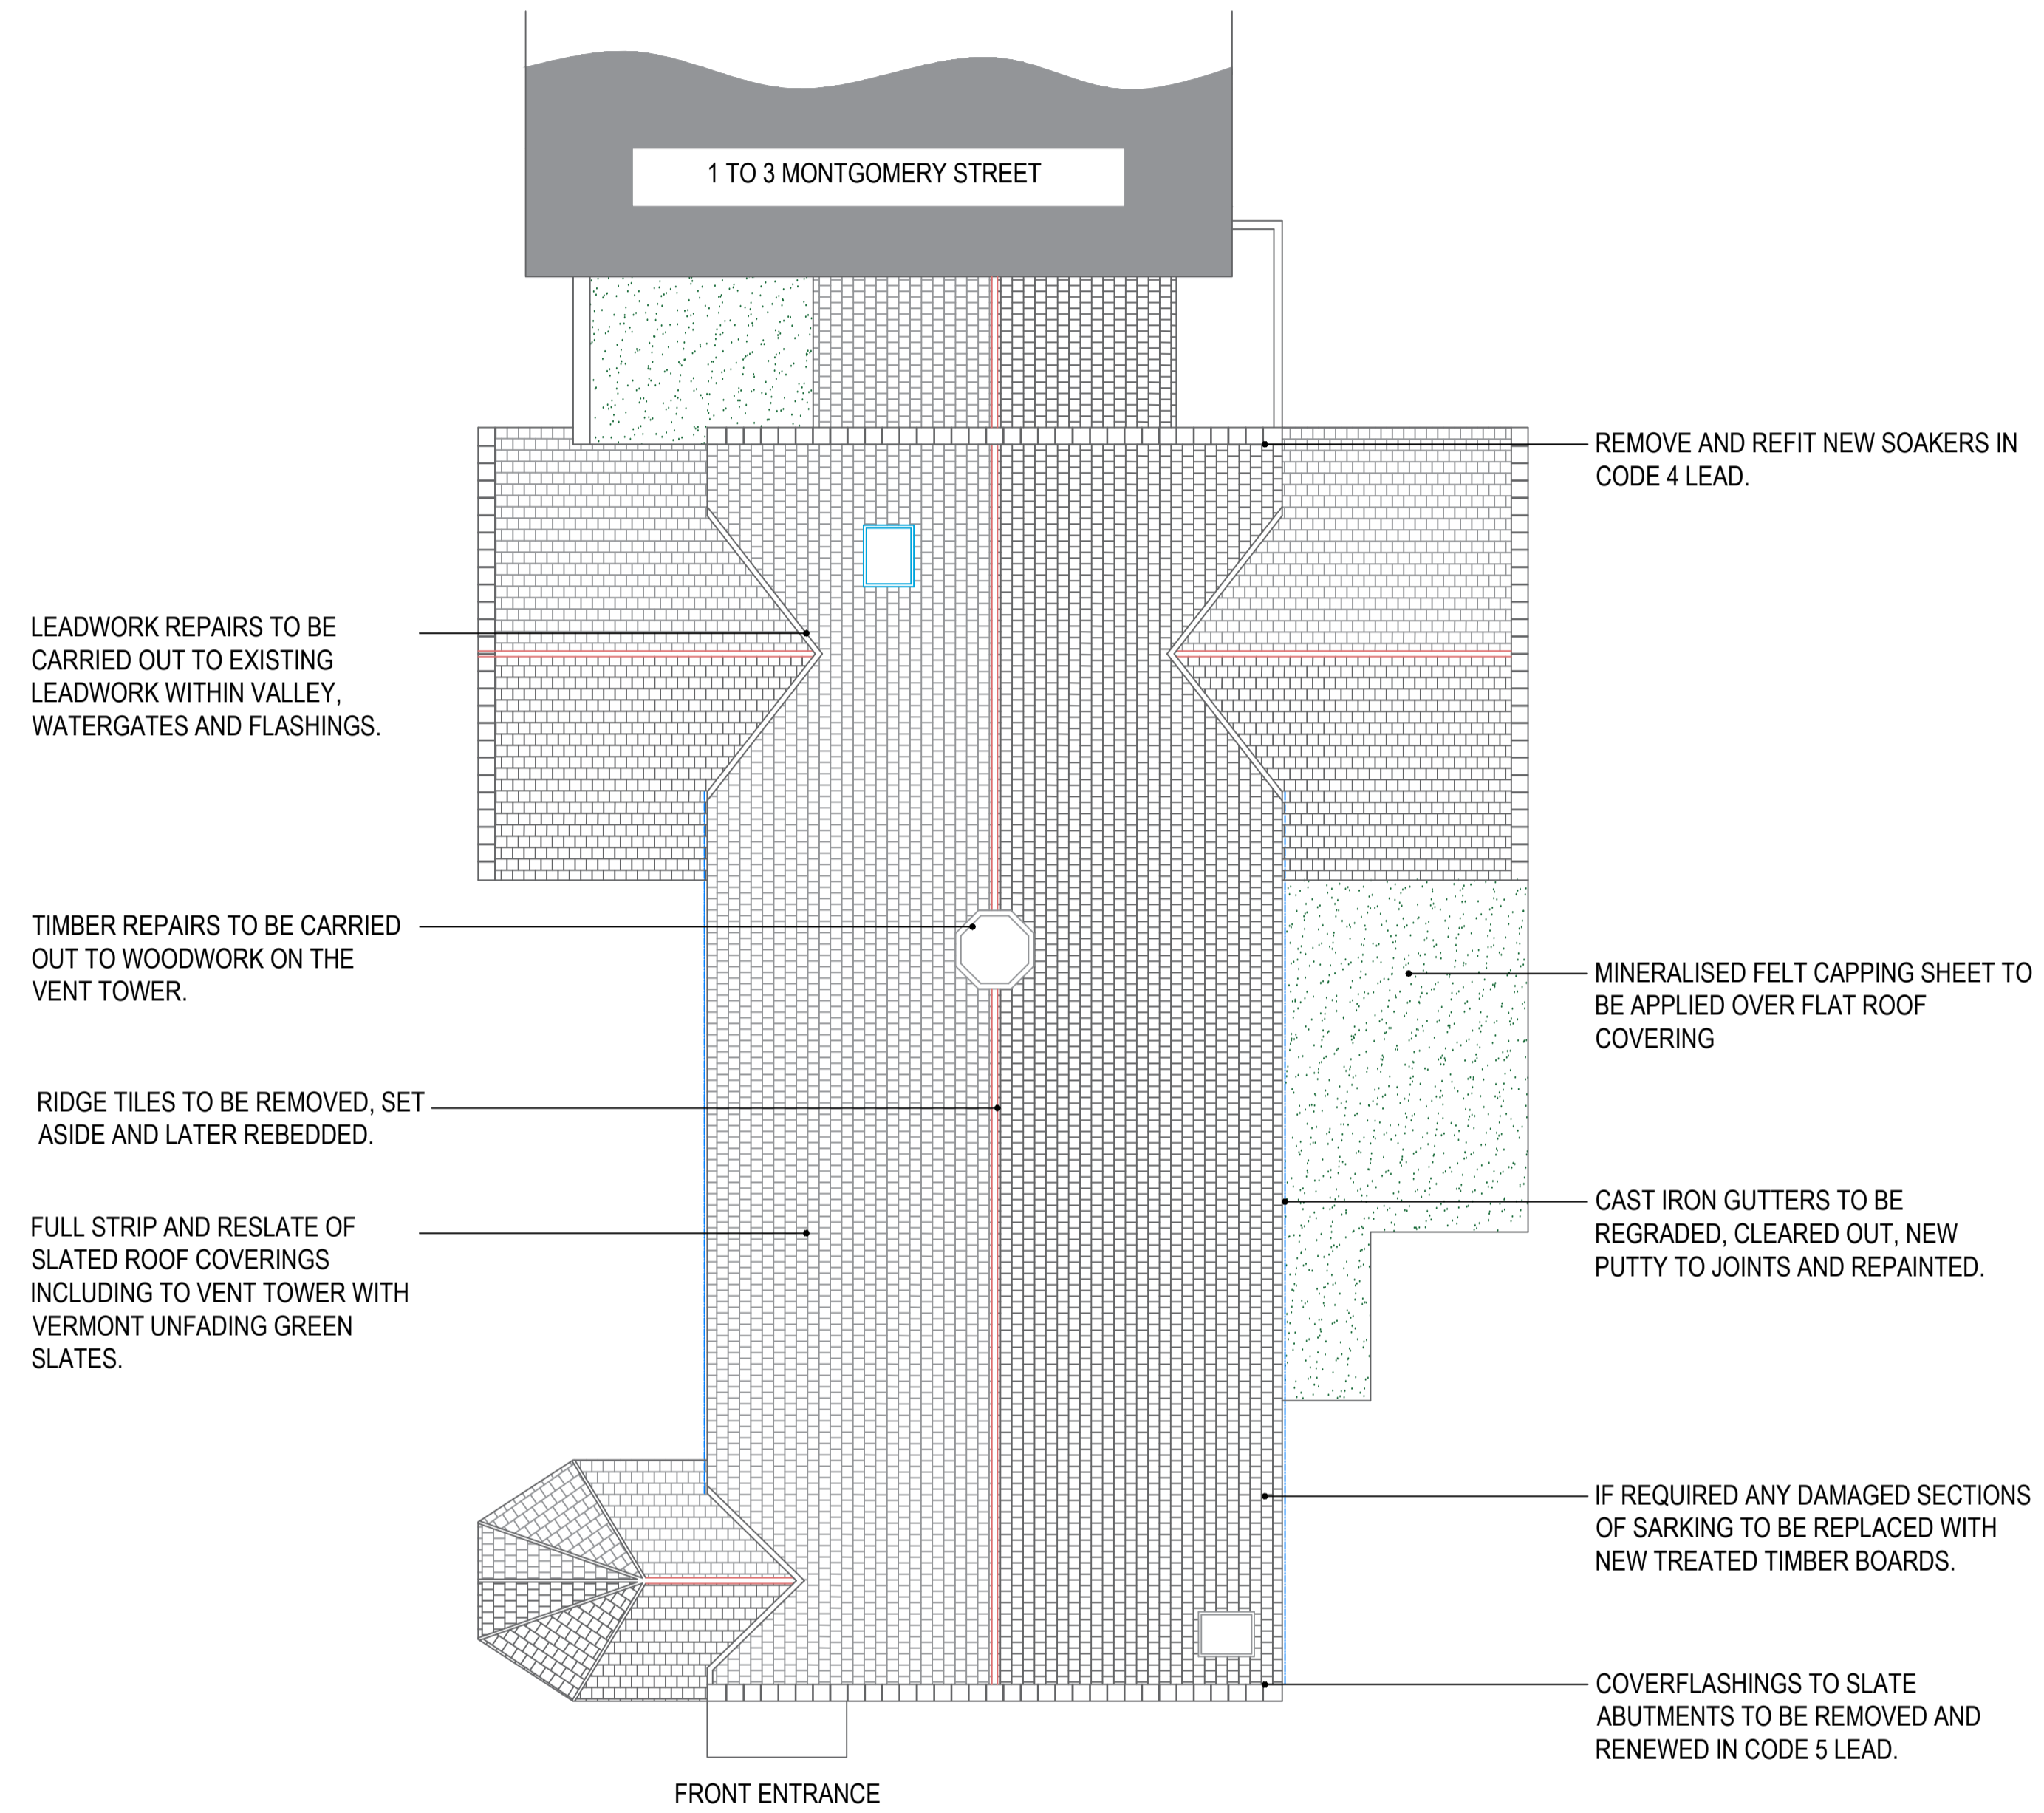 1 TO 3 MONTGOMERY STREET
REMOVE AND REFIT NEW SOAKERS IN
CODE 4 LEAD.
LEADWORK REPAIRS TO BE
CARRIED OUT TO EXISTING
LEADWORK WITHIN VALLEY,
WATERGATES AND FLASHINGS.
TIMBER REPAIRS TO BE CARRIED
OUT TO WOODWORK ON THE
VENT TOWER.
MINERALISED FELT CAPPING SHEET TO
BE APPLIED OVER FLAT ROOF
COVERING
RIDGE TILES TO BE REMOVED, SET
ASIDE AND LATER REBEDDED.
CAST IRON GUTTERS TO BE
REGRADED, CLEARED OUT, NEW
PUTTY TO JOINTS AND REPAINTED.
FULL STRIP AND RESLATE OF
SLATED ROOF COVERINGS
INCLUDING TO VENT TOWER WITH
VERMONT UNFADING GREEN
SLATES.
IF REQUIRED ANY DAMAGED SECTIONS
OF SARKING TO BE REPLACED WITH
NEW TREATED TIMBER BOARDS.
COVERFLASHINGS TO SLATE
ABUTMENTS TO BE REMOVED AND
RENEWED IN CODE 5 LEAD.
FRONT ENTRANCE